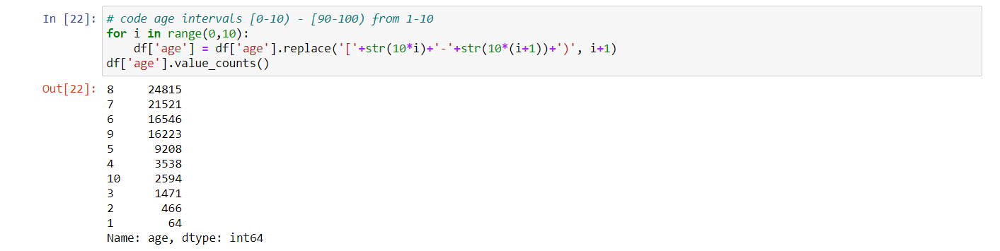 In [22]: # code age intervals [0-10) - [90-100) from 1-10
for i in range(0,10):
    df['age'] = df['age'].replace('['+str(10*i)+'-'+str(10*(i+1))+')', i+1)
df['age'].value_counts()
Out[22]: 8     24815
7     21521
6     16546
9     16223
5      9208
4      3538
10     2594
3      1471
2       466
1        64
Name: age, dtype: int64